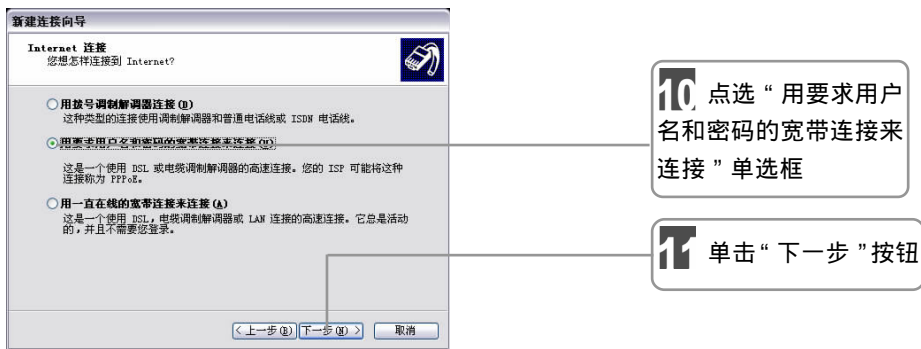 新建连接向导
Internet 连接
您想怎样连接到 Internet?
用拨号调制解调器连接(D)
这种类型的连接使用调制解调器和普通电话线或 ISDN 电话线。
用要求用户名和密码的宽带连接来连接(U)
这是一个使用 DSL 或电缆调制解调器的高速连接。您的 ISP 可能将这种
连接称为 PPPoE。
用一直在线的宽带连接来连接(A)
这是一个使用 DSL，电缆调制解调器或 LAN 连接的高速连接。它总是活动
的，并且不需要您登录。
<上一步(B) 下一步(N)> 取消
10 点选“用要求用户
名和密码的宽带连接来
连接”单选框
11 单击“下一步”按钮